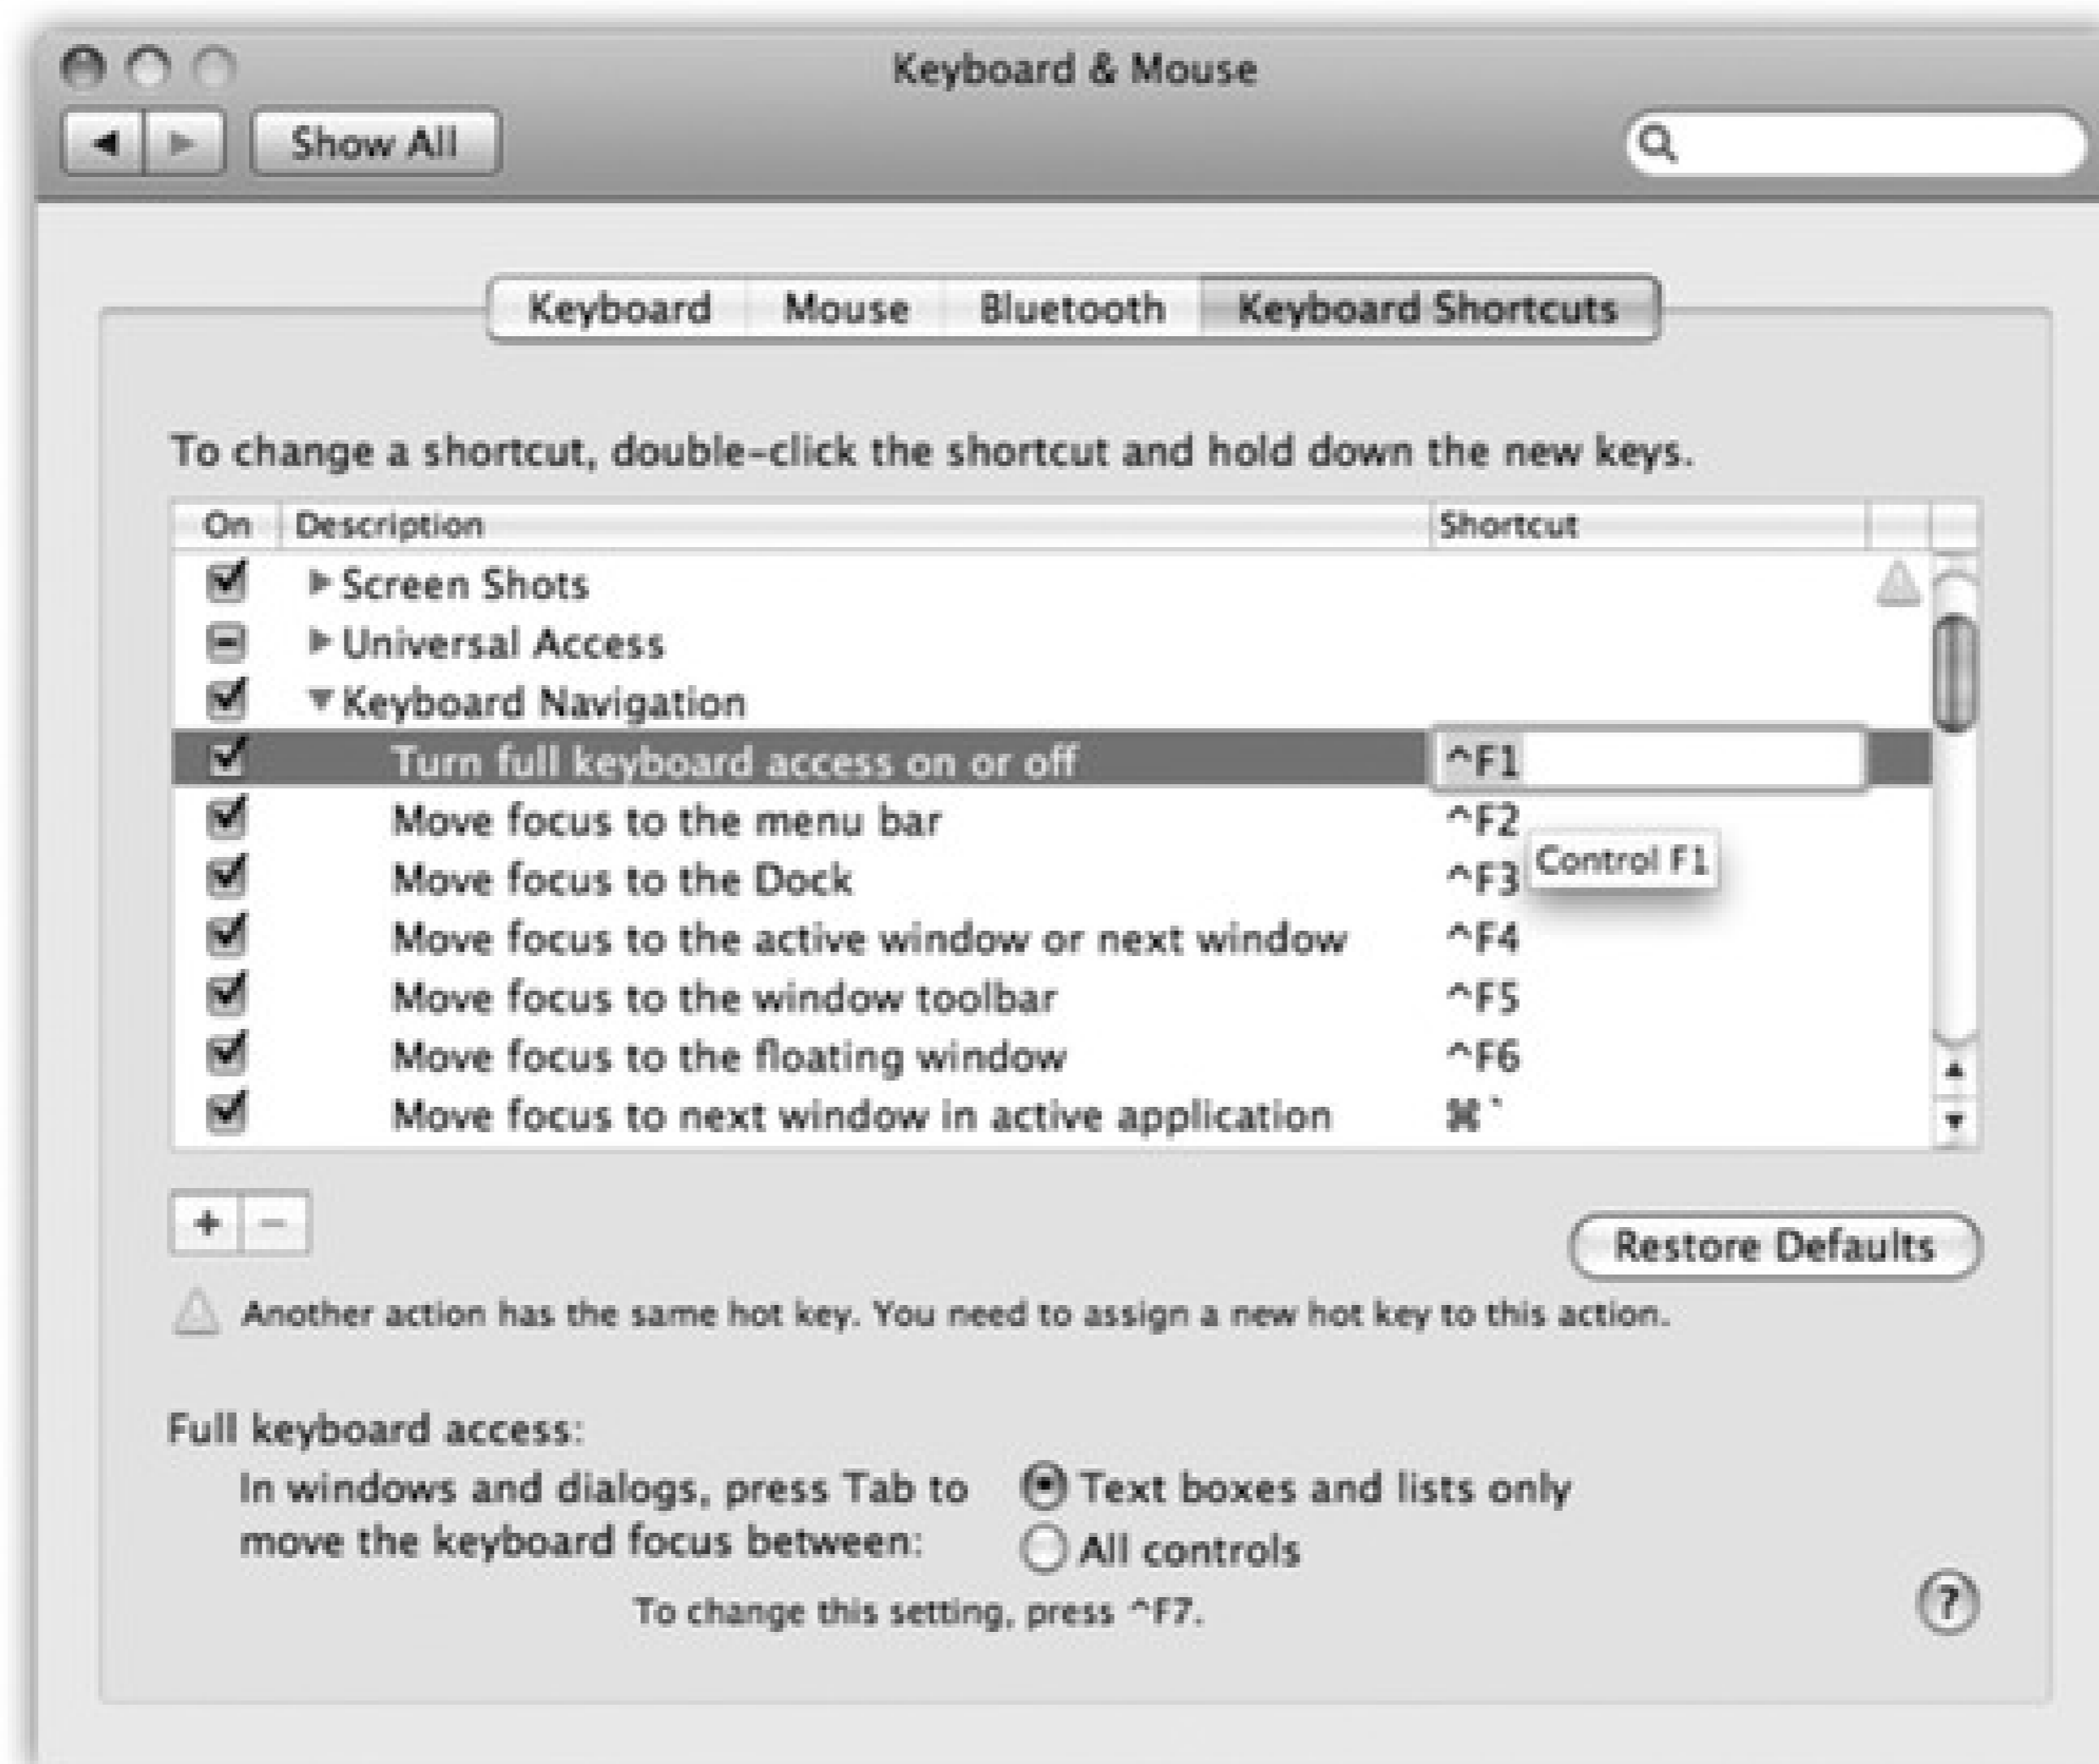 Keyboard & Mouse
Show All
Keyboard Mouse Bluetooth Keyboard Shortcuts
To change a shortcut, double-click the shortcut and hold down the new keys.
On Description Shortcut
Screen Shots
Universal Access
Keyboard Navigation
Turn full keyboard access on or off ^F1
Move focus to the menu bar ^F2
Control F1
Move focus to the Dock ^F3
Move focus to the active window or next window ^F4
Move focus to the window toolbar ^F5
Move focus to the floating window ^F6
Move focus to next window in active application ⌘`
+ −
Restore Defaults
Another action has the same hot key. You need to assign a new hot key to this action.
Full keyboard access:
In windows and dialogs, press Tab to Text boxes and lists only
move the keyboard focus between: All controls
To change this setting, press ^F7.
?